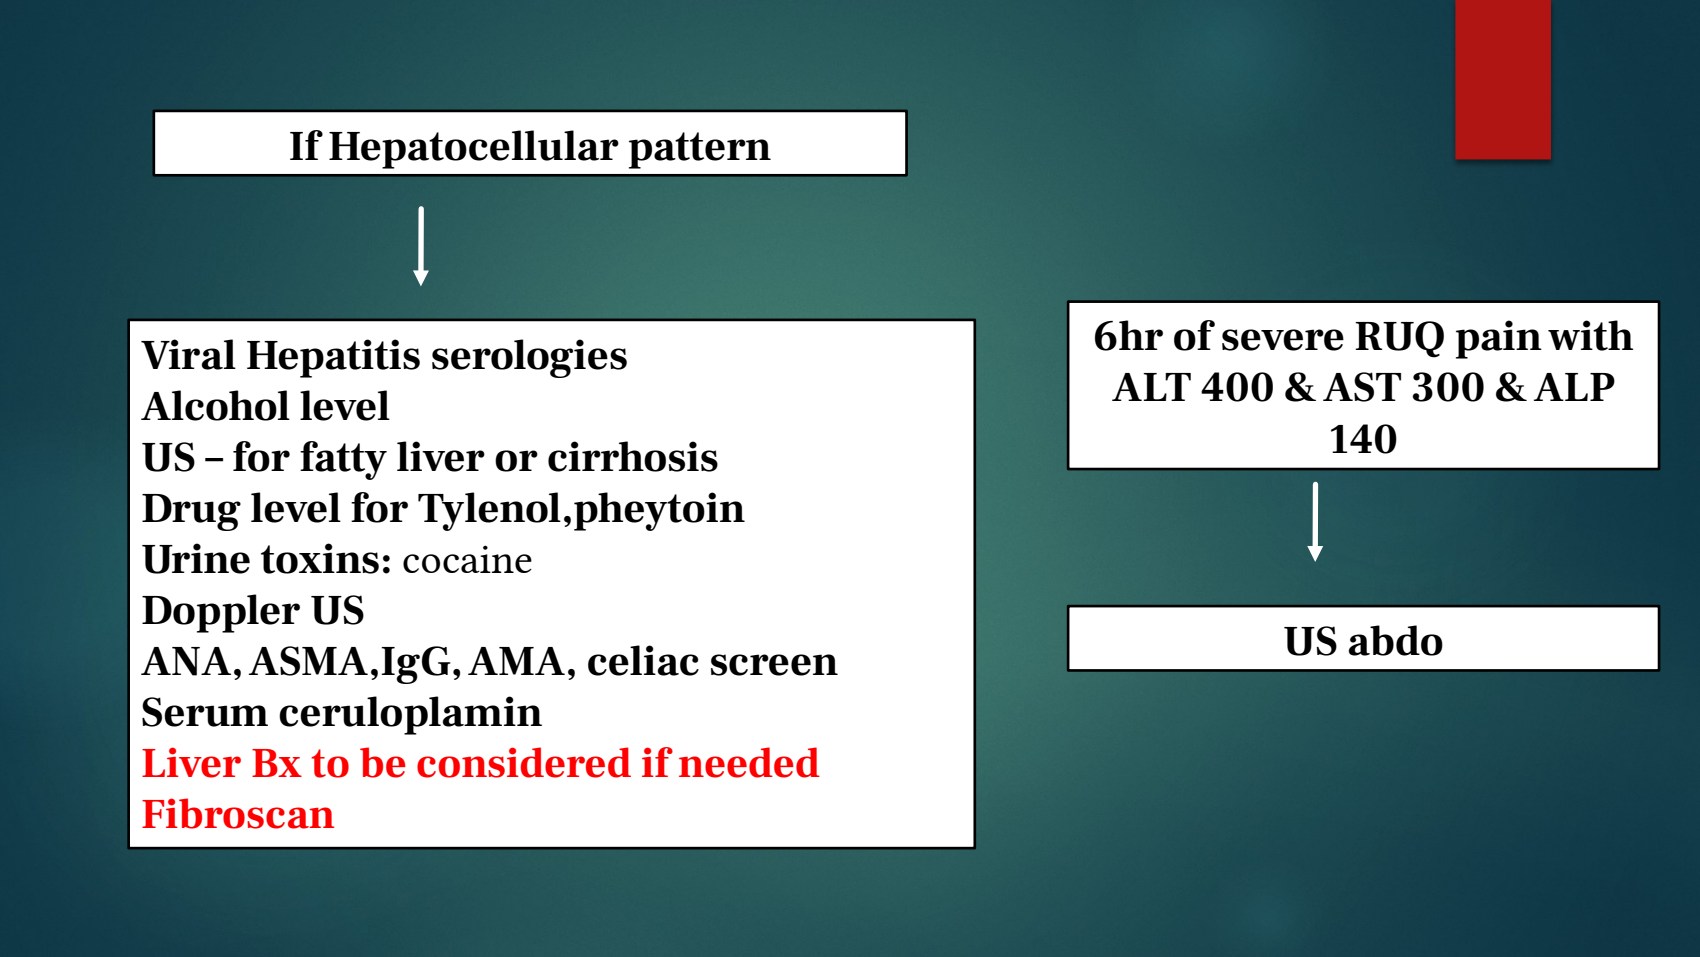 If Hepatocellular pattern
Viral Hepatitis serologies
Alcohol level
US – for fatty liver or cirrhosis
Drug level for Tylenol,pheytoin
Urine toxins: cocaine
Doppler US
ANA, ASMA,IgG, AMA, celiac screen
Serum ceruloplamin
Liver Bx to be considered if needed
Fibroscan
6hr of severe RUQ pain with
ALT 400 & AST 300 & ALP
140
US abdo